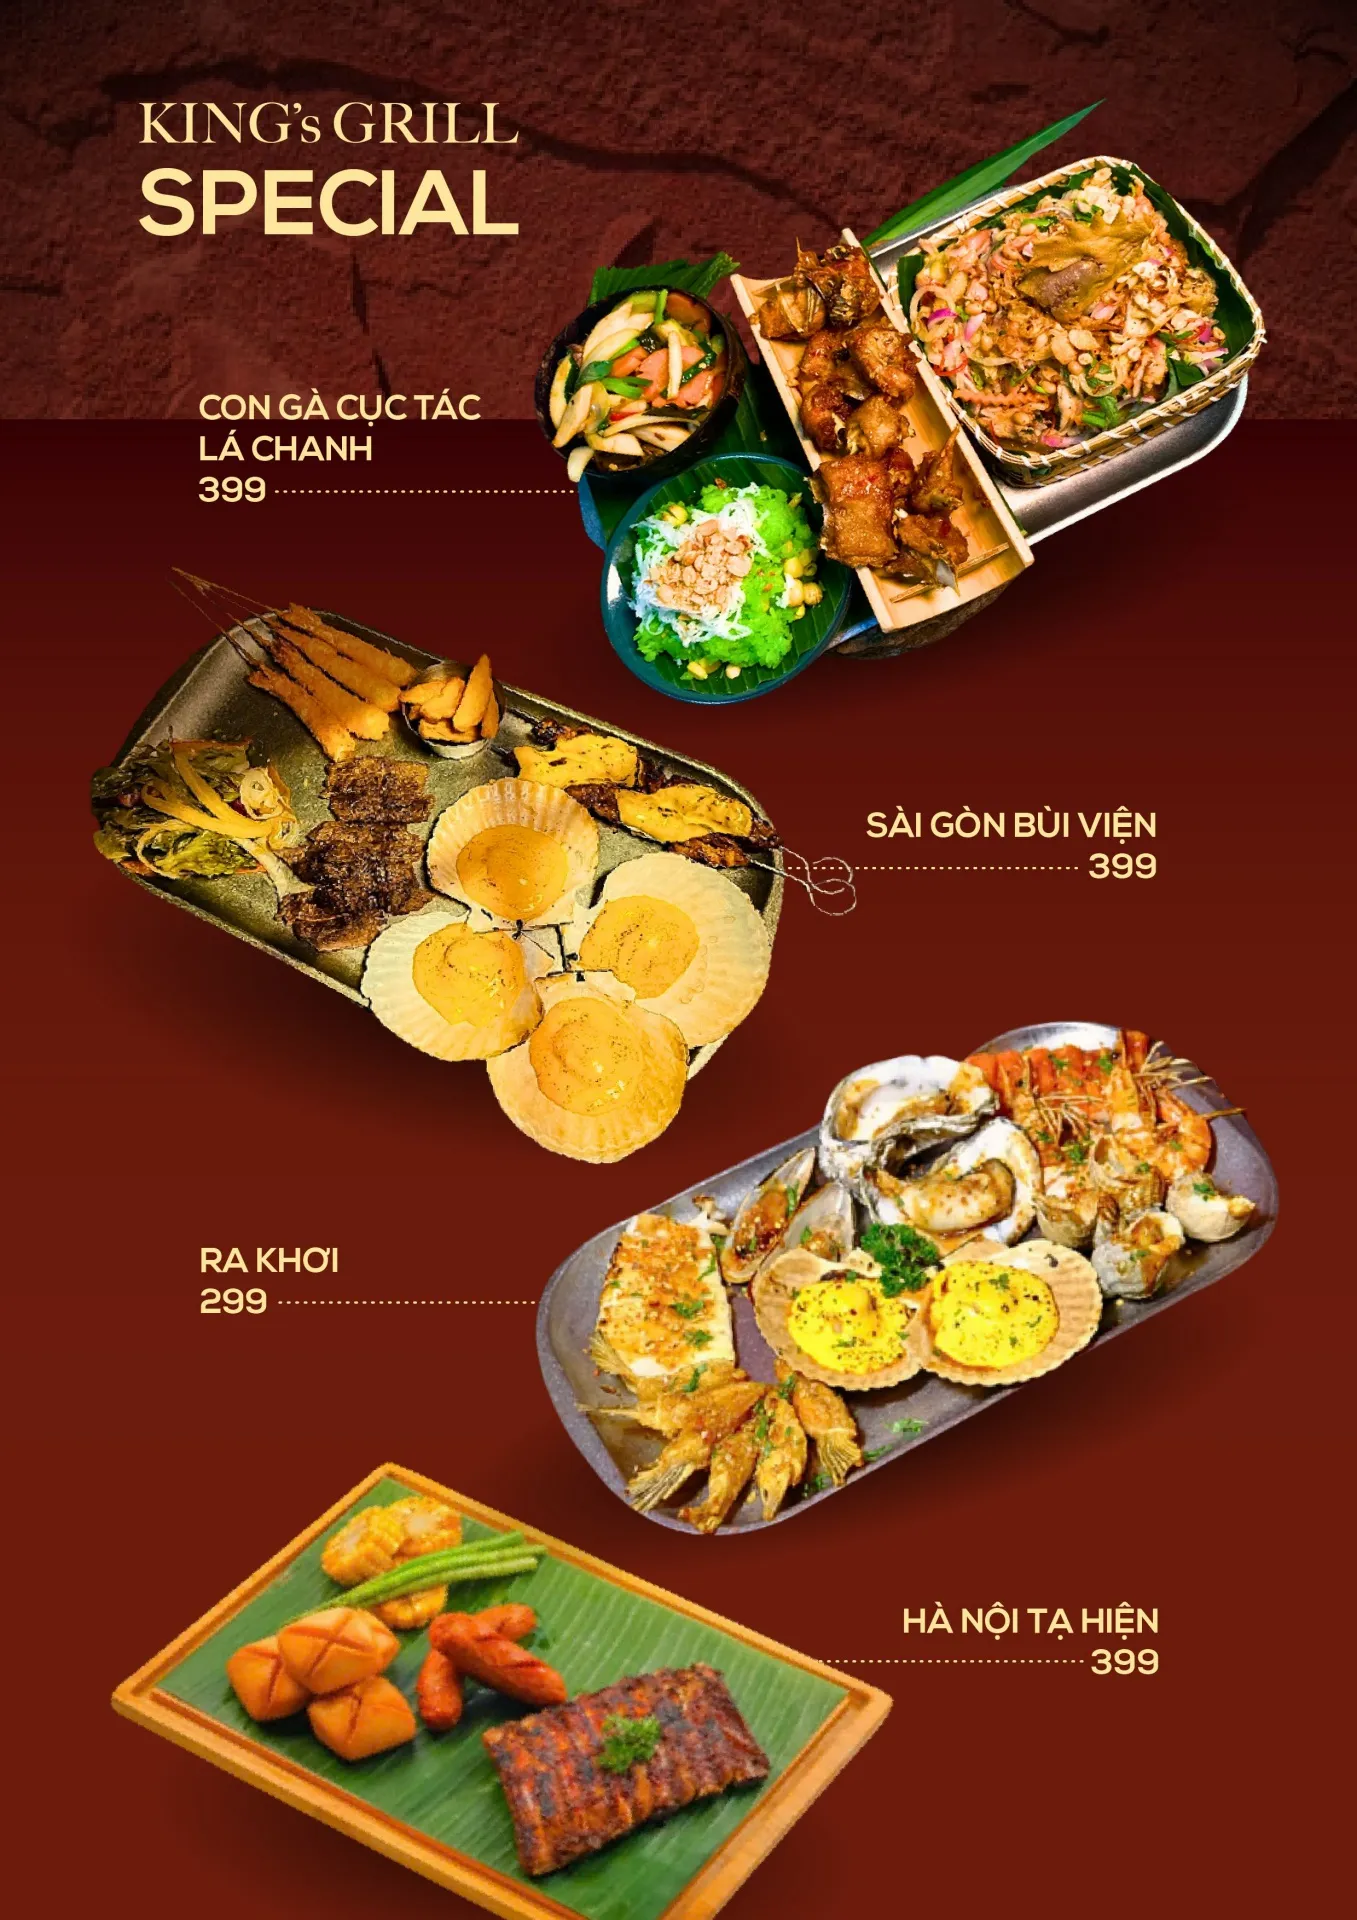 KING's GRILL
SPECIAL
CON GÀ CỤC TÁC
LÁ CHANH
399
SÀI GÒN BÙI VIỆN
399
RA KHƠI
299
HÀ NỘI TẠ HIỆN
399